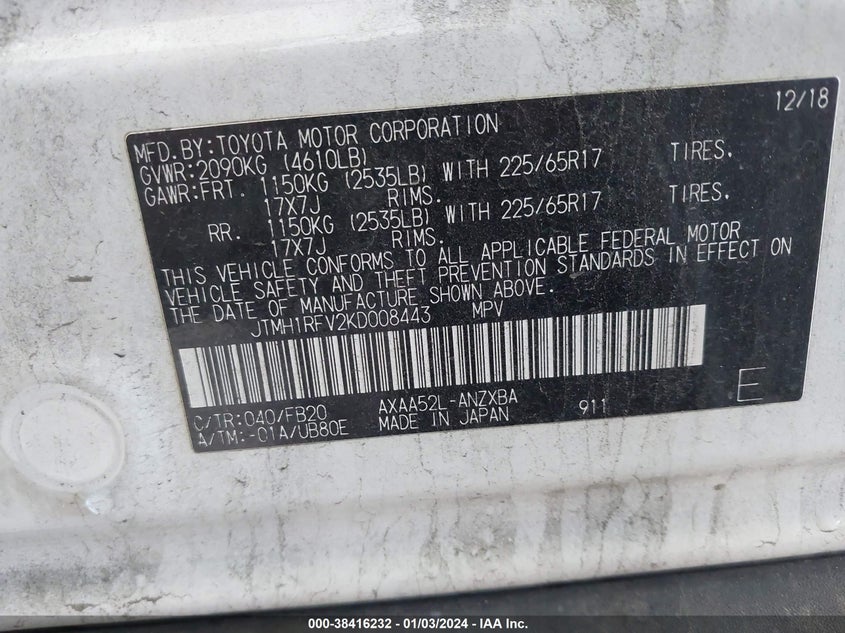 12/18
MFD.BY:TOYOTA MOTOR CORPORATION
GVWR:2090KG (4610LB)
GAWR:FRT. 1150KG (2535LB) WITH 225/65R17 TIRES.
17X7J RIMS.
RR. 1150KG (2535LB) WITH 225/65R17 TIRES.
17X7J RIMS.
THIS VEHICLE CONFORMS TO ALL APPLICABLE FEDERAL MOTOR
VEHICLE SAFETY AND THEFT PREVENTION STANDARDS IN EFFECT ON
THE DATE OF MANUFACTURE SHOWN ABOVE.
JTMH1RFV2KD008443 MPV
E
C/TR:040/FB20 AXAA52L-ANZXBA 911
A/TM:-01A/UB80E MADE IN JAPAN
000-38416232 - 01/03/2024 - IAA Inc.